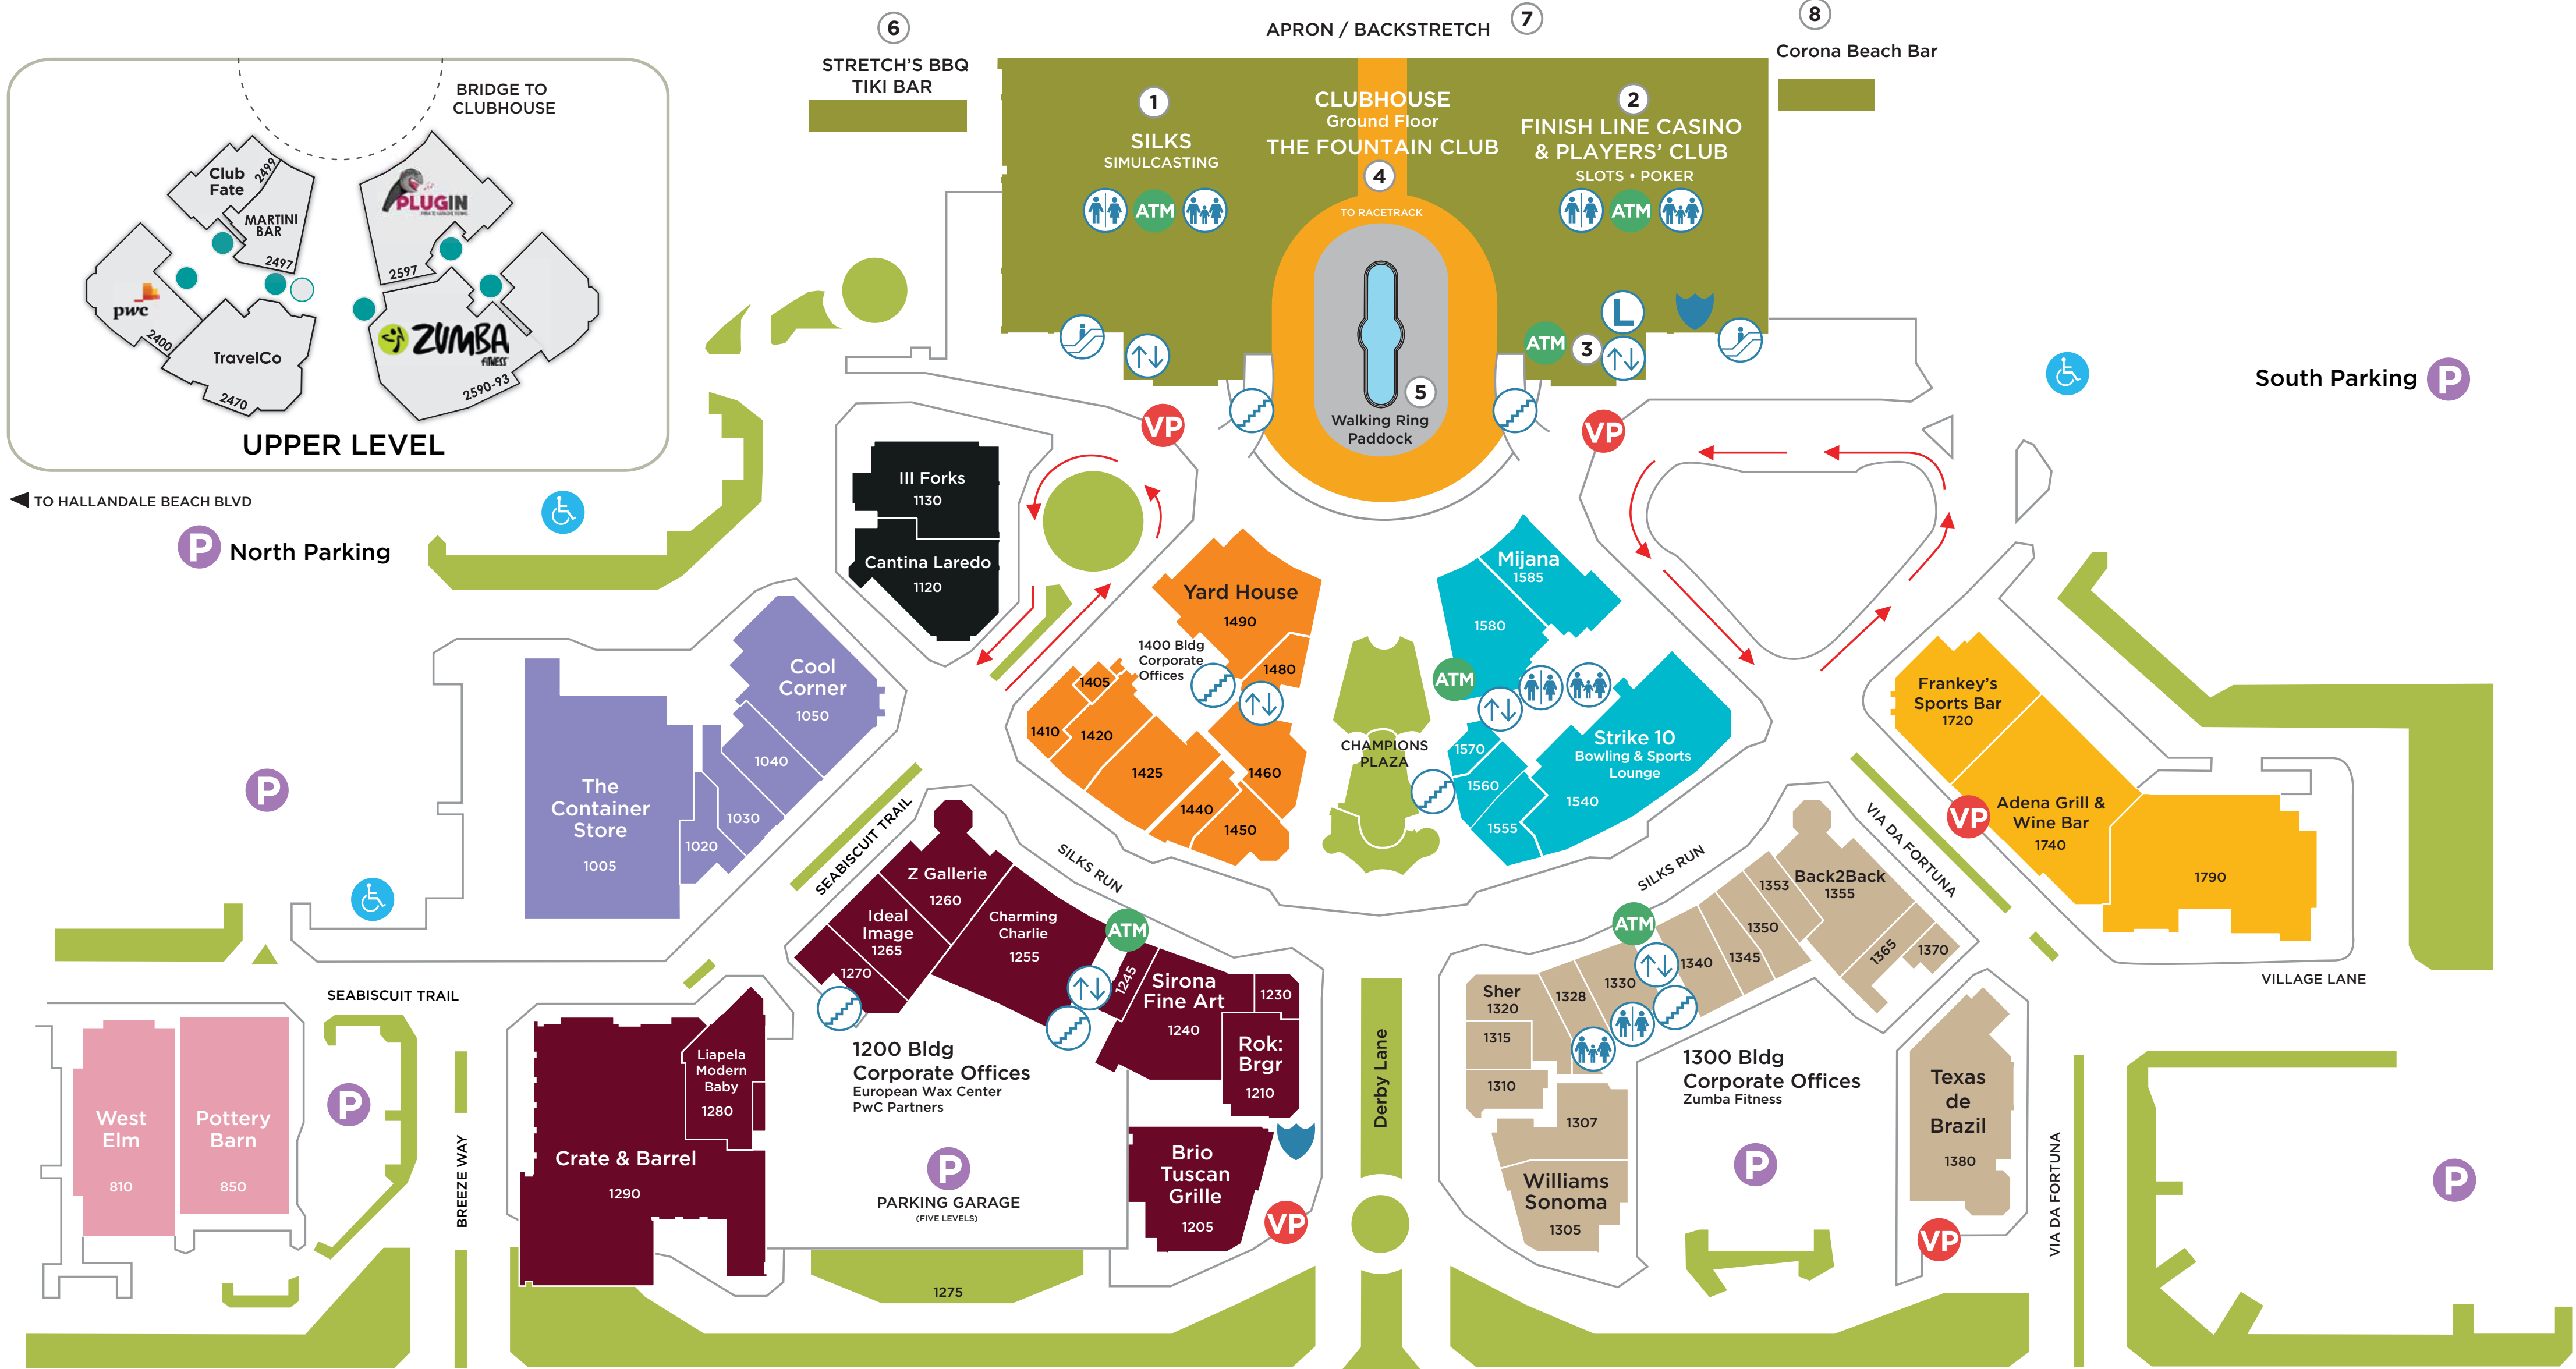 6
STRETCH'S BBQ
TIKI BAR
APRON / BACKSTRETCH
7
8
Corona Beach Bar
BRIDGE TO
CLUBHOUSE
Club
Fate
2499
MARTINI
BAR
2497
PLUGIN
2597
pwc
2400
TravelCo
2470
ZUMBA
FITNESS
2590-93
UPPER LEVEL
1
SILKS
SIMULCASTING
ATM
CLUBHOUSE
Ground Floor
THE FOUNTAIN CLUB
4
TO RACETRACK
2
FINISH LINE CASINO
& PLAYERS' CLUB
SLOTS • POKER
ATM
L
ATM
3
5
Walking Ring
Paddock
VP
VP
South Parking P
TO HALLANDALE BEACH BLVD
P North Parking
III Forks
1130
Cantina Laredo
1120
Yard House
1490
1400 Bldg
Corporate
Offices
1480
1405
1410
1420
1425
1440
1450
1460
Mijana
1585
1580
ATM
1570
1560
1555
Strike 10
Bowling & Sports
Lounge
1540
CHAMPIONS
PLAZA
Cool
Corner
1050
1040
1030
1020
The
Container
Store
1005
P
Frankey's
Sports Bar
1720
VP
Adena Grill &
Wine Bar
1740
1790
SEABISCUIT TRAIL
SILKS RUN
SILKS RUN
VIA DA FORTUNA
VILLAGE LANE
Z Gallerie
1260
Ideal
Image
1265
1270
Charming
Charlie
1255
ATM
1245
Sirona
Fine Art
1240
1230
Rok:
Brgr
1210
Brio
Tuscan
Grille
1205
VP
1200 Bldg
Corporate Offices
European Wax Center
PwC Partners
P
PARKING GARAGE
(FIVE LEVELS)
1275
Liapela
Modern
Baby
1280
Crate & Barrel
1290
SEABISCUIT TRAIL
BREEZE WAY
P
West
Elm
810
Pottery
Barn
850
Derby Lane
ATM
Back2Back
1355
1353
1350
1345
1340
1330
1328
1365
1370
Sher
1320
1315
1310
1307
Williams
Sonoma
1305
1300 Bldg
Corporate Offices
Zumba Fitness
P
Texas
de
Brazil
1380
VP
VIA DA FORTUNA
P